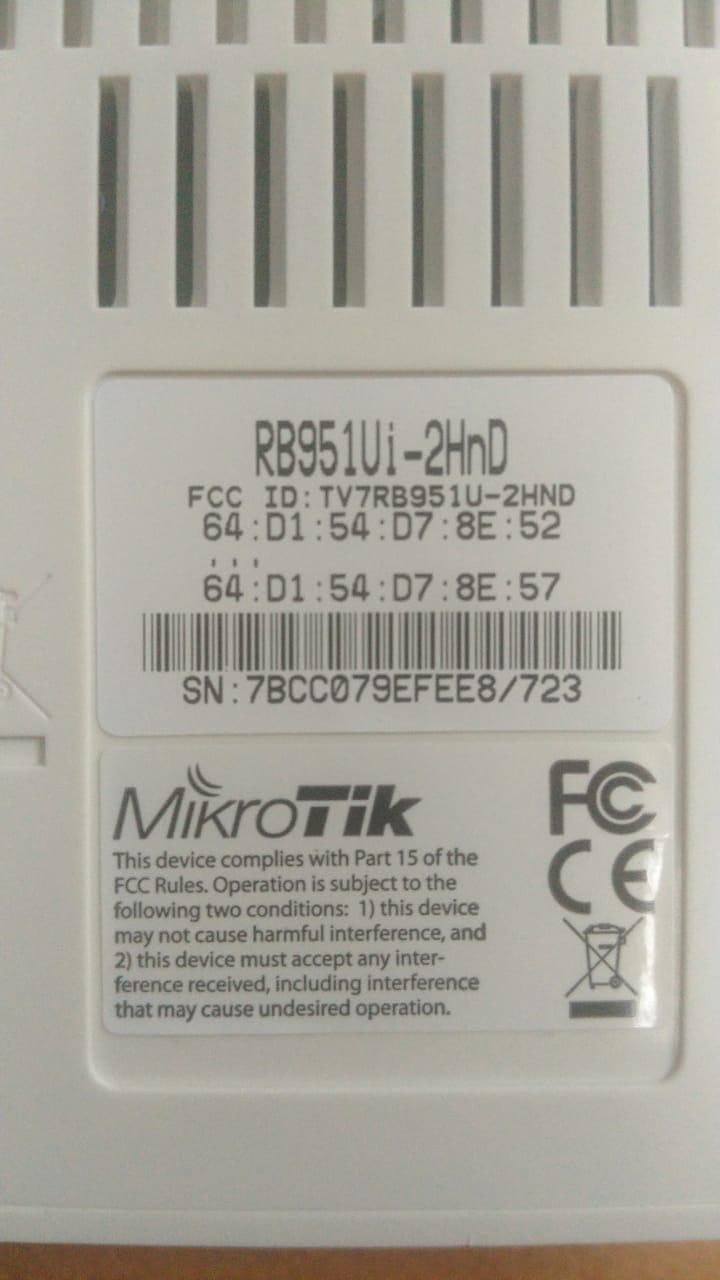 RB951Ui-2HnD
FCC ID:TV7RB951U-2HND
64:D1:54:D7:8E:52
...
64:D1:54:D7:8E:57
SN:7BCC079EFEE8/723
MikroTik
FC
CE
This device complies with Part 15 of the
FCC Rules. Operation is subject to the
following two conditions: 1) this device
may not cause harmful interference, and
2) this device must accept any inter-
ference received, including interference
that may cause undesired operation.